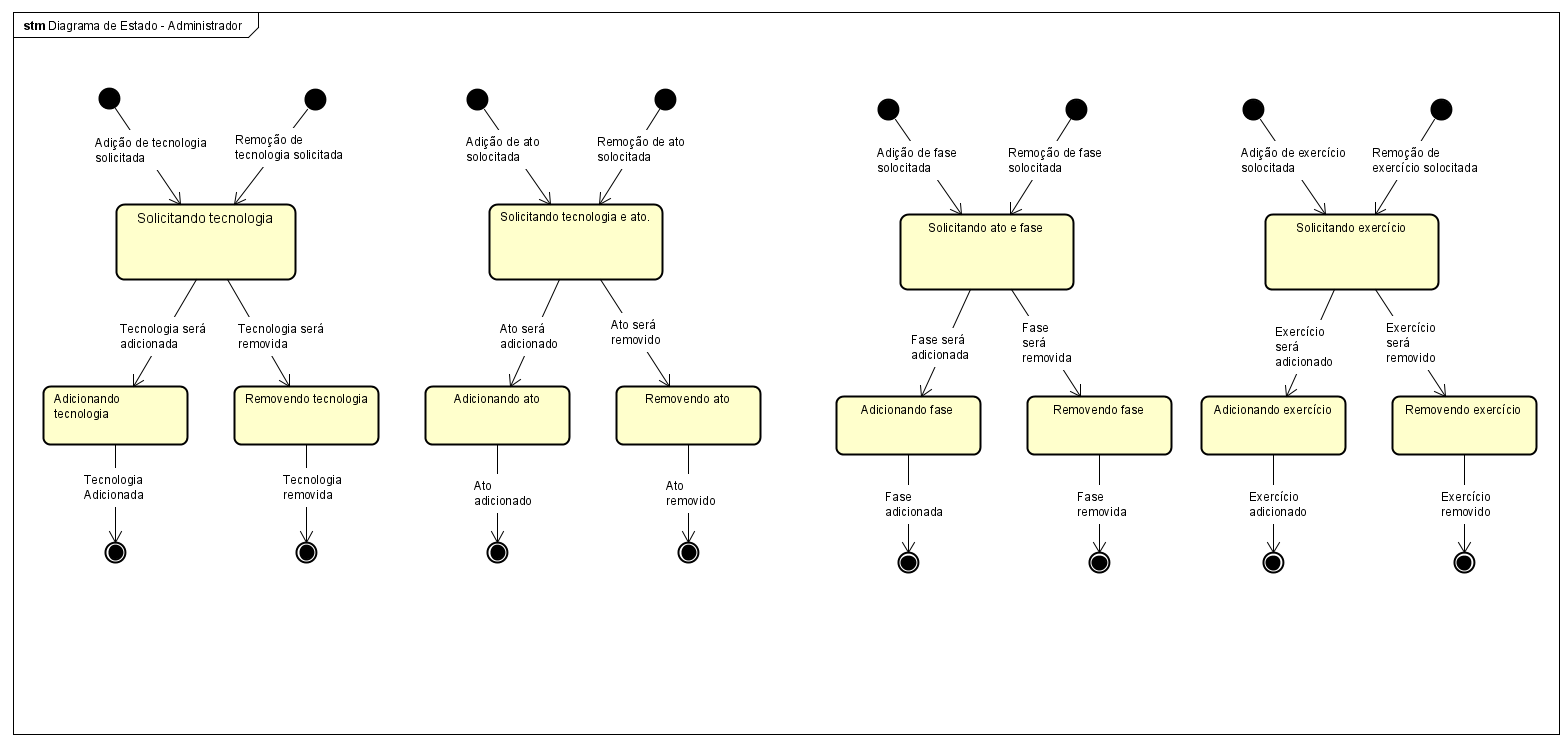 stm Diagrama de Estado - Administrador
Adição de tecnologia
solicitada
Remoção de
tecnologia solicitada
Solicitando tecnologia
Tecnologia será
adicionada
Tecnologia será
removida
Adicionando
tecnologia
Removendo tecnologia
Tecnologia
Adicionada
Tecnologia
removida
Adição de ato
solocitada
Remoção de ato
solocitada
Solicitando tecnologia e ato.
Ato será
adicionado
Ato será
removido
Adicionando ato
Removendo ato
Ato
adicionado
Ato
removido
Adição de fase
solocitada
Remoção de fase
solocitada
Solicitando ato e fase
Fase será
adicionada
Fase
será
removida
Adicionando fase
Removendo fase
Fase
adicionada
Fase
removida
Adição de exercício
solocitada
Remoção de
exercício solocitada
Solicitando exercício
Exercício
será
adicionado
Exercício
será
removido
Adicionando exercício
Removendo exercício
Exercício
adicionado
Exercício
removido